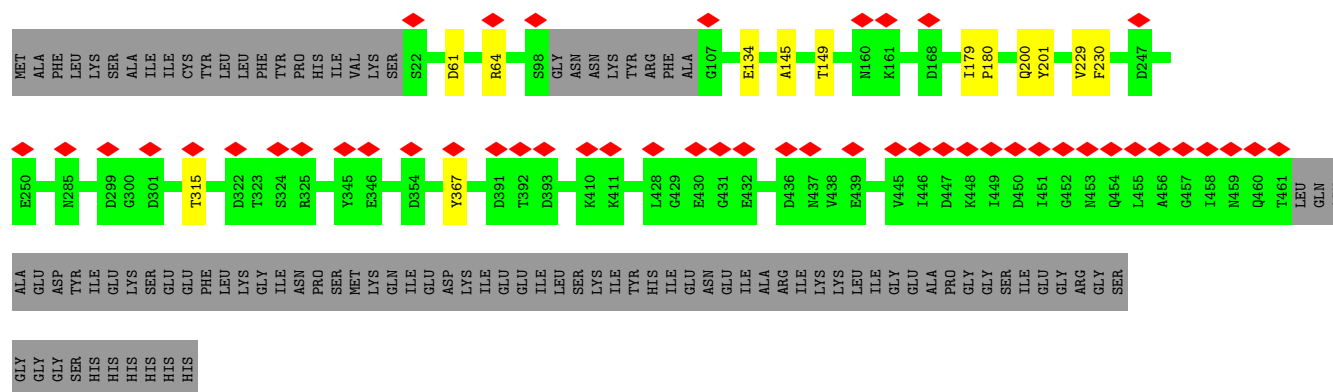 MET ALA PHE LEU LYS SER ALA ILE ILE CYS TYR LEU LEU PHE TYR PRO HIS ILE VAL LYS SER S22 D61 R64 S98 GLY ASN ASN LYS TYR ARG PHE ALA G107 E134 A145 T149 N160 K161 D168 I179 P180 Q200 Y201 V229 F230 D247
E250 N285 D299 G300 D301 T315 D322 T323 S324 R325 Y345 E346 D354 Y367 D391 T392 D393 K410 K411 L428 G429 E430 G431 E432 D436 N437 V438 E439 V445 I446 D447 K448 I449 D450 I451 G452 N453 Q454 L455 A456 G457 I458 N459 Q460 T461 LEU GLN
ALA GLU ASP TYR ILE GLU LYS SER GLU GLU PHE LEU LYS GLY ILE ASN PRO SER MET LYS GLN ILE GLU ASP LYS ILE GLU GLU ILE LEU SER LYS ILE TYR HIS ILE GLU ASN GLU ILE ALA ARG ILE LYS LYS LEU ILE GLY GLU ALA PRO GLY GLY SER ILE GLU GLY ARG GLY SER
GLY GLY GLY SER HIS HIS HIS HIS HIS HIS